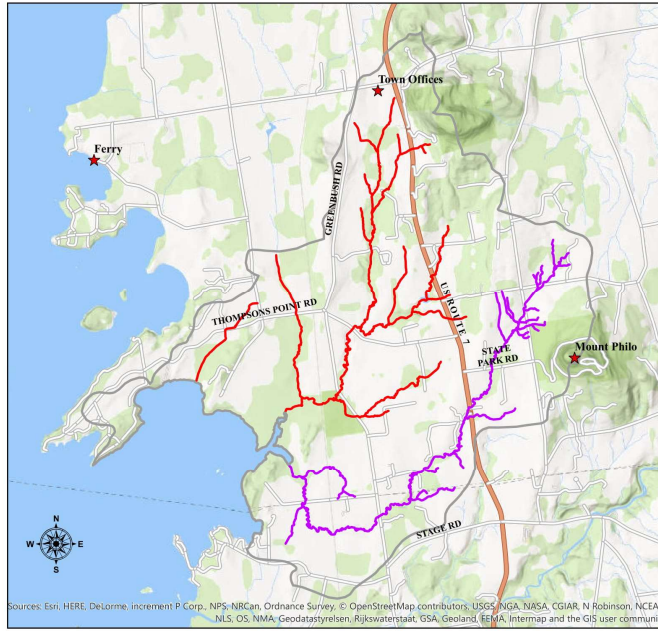 Town Offices
Ferry
GREENBUSH RD
THOMPSONS POINT RD
US ROUTE 7
STATE
PARK RD
Mount Philo
STAGE RD
N
W
E
S
Sources: Esri, HERE, DeLorme, increment P Corp., NPS, NRCan, Ordnance Survey, © OpenStreetMap contributors, USGS, NGA, NASA, CGIAR, N Robinson, NCEA
NLS, OS, NMA, Geodatastyrelsen, Rijkswaterstaat, GSA, Geoland, FEMA, Intermap and the GIS user communi